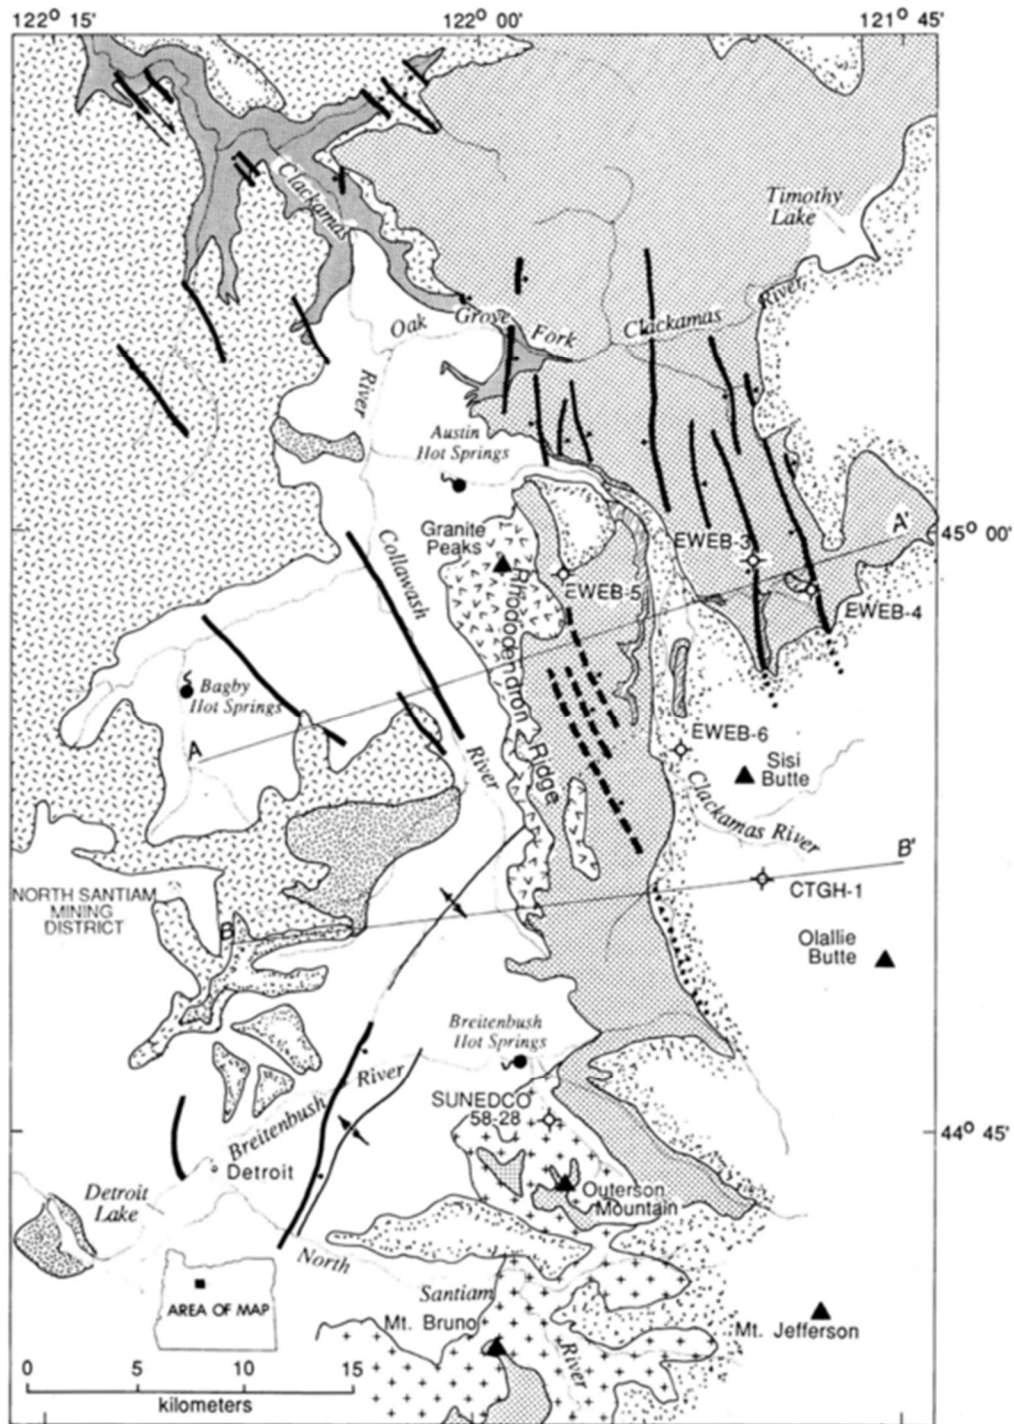 122° 15'
122° 00'
121° 45'
Clackamas
Timothy
Lake
River
Oak
Grove
Fork
Clackamas
River
Austin
Hot Springs
A'
45° 00'
Granite
Peaks
EWEB-3
Collawash
EWEB-5
EWEB-4
Rhododendron Ridge
Bagby
Hot Springs
A
EWEB-6
River
Sisi
Butte
Clackamas River
B'
CTGH-1
NORTH SANTIAM
MINING
DISTRICT
B
Olallie
Butte
Breitenbush
Hot Springs
Breitenbush River
SUNEDCO
58-28
44° 45'
Detroit
Detroit
Lake
Outerson
Mountain
North
Santiam
River
AREA OF MAP
Mt. Bruno
Mt. Jefferson
0 5 10 15
kilometers